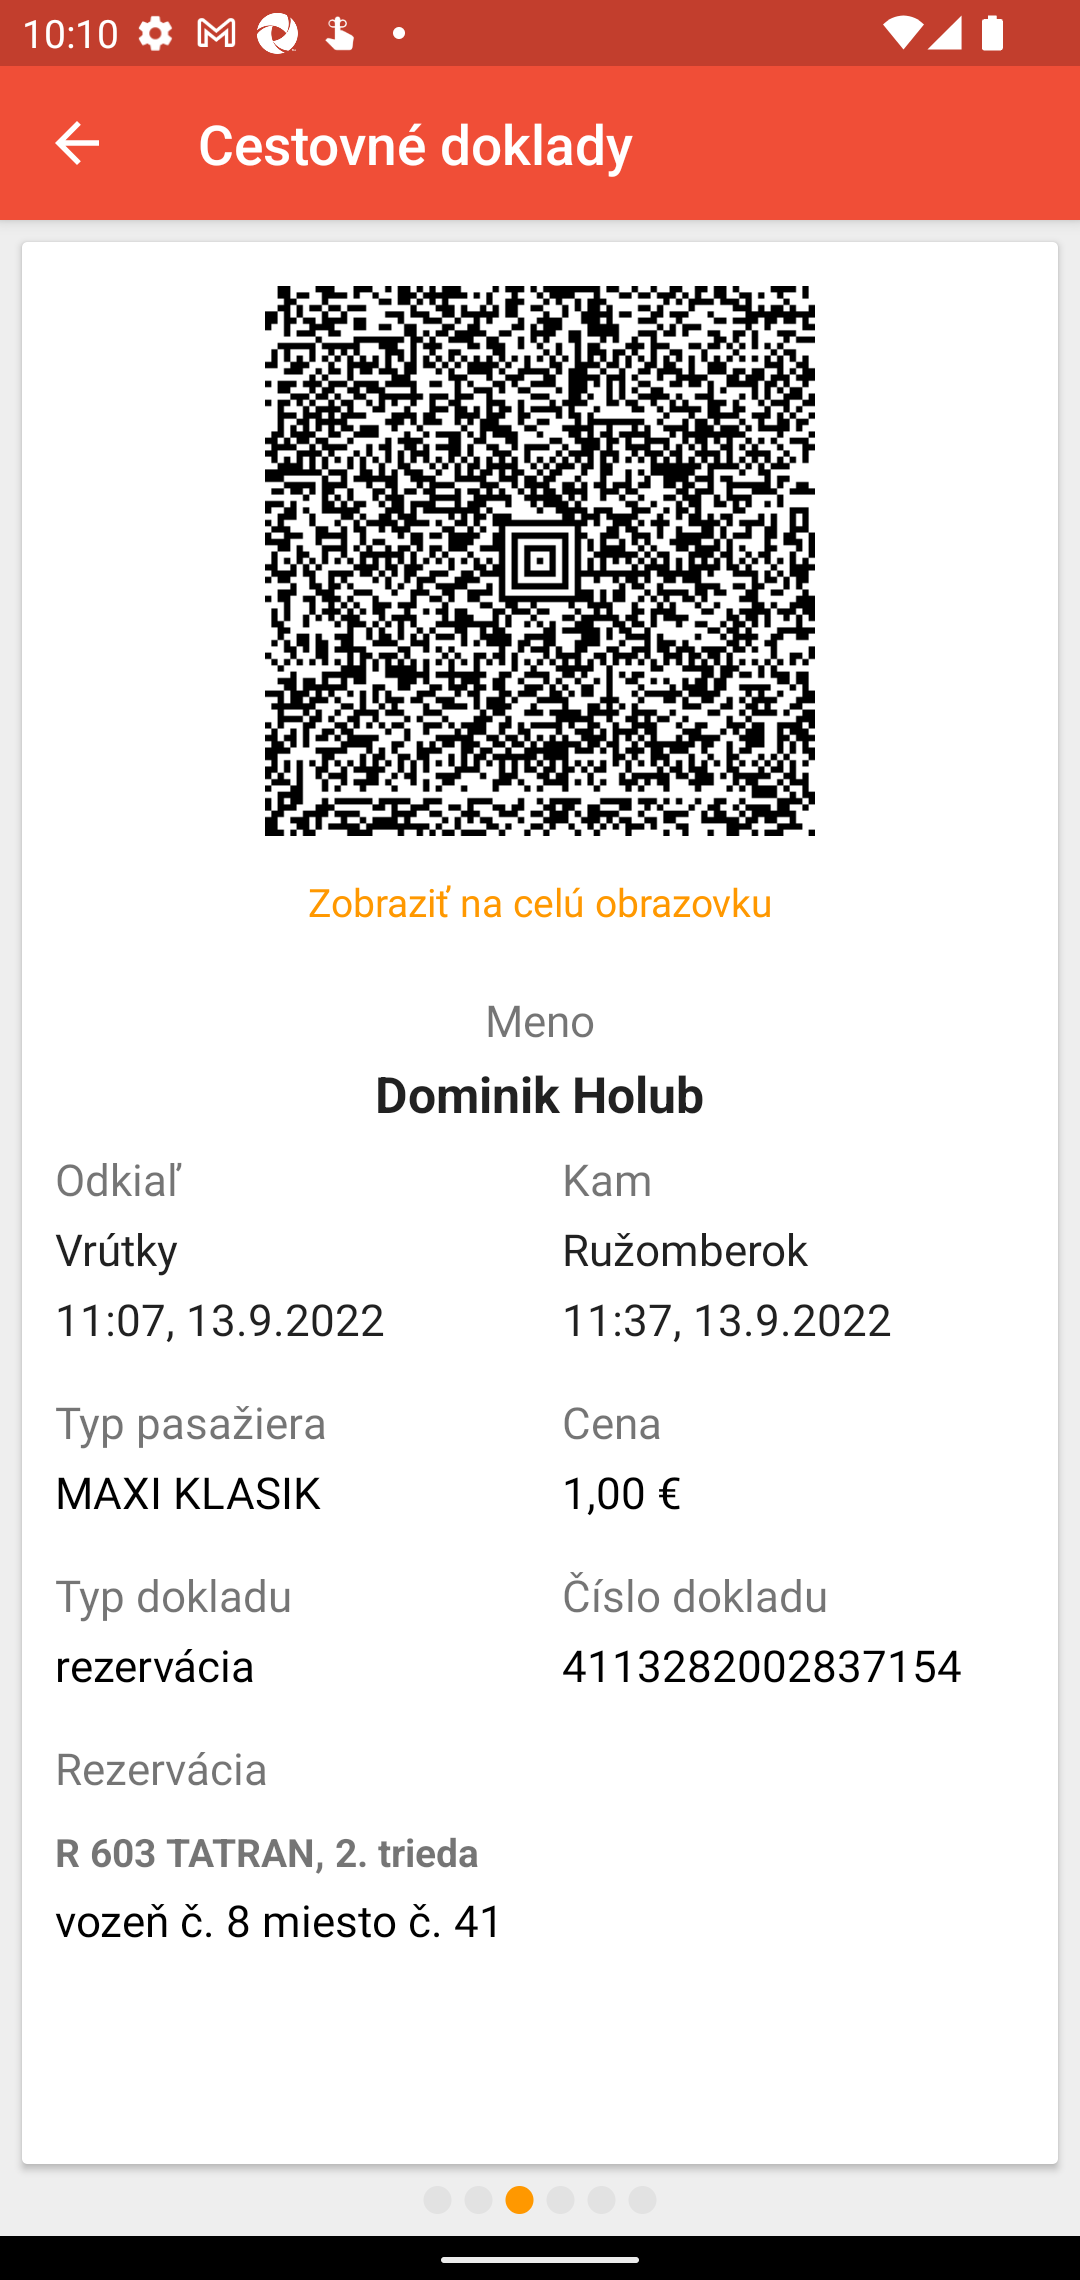 10:10
Cestovné doklady
Zobraziť na celú obrazovku
Meno
Dominik Holub
Odkiaľ
Kam
Vrútky
Ružomberok
11:07, 13.9.2022
11:37, 13.9.2022
Typ pasažiera
Cena
MAXI KLASIK
1,00 €
Typ dokladu
Číslo dokladu
rezervácia
4113282002837154
Rezervácia
R 603 TATRAN, 2. trieda
vozeň č. 8 miesto č. 41